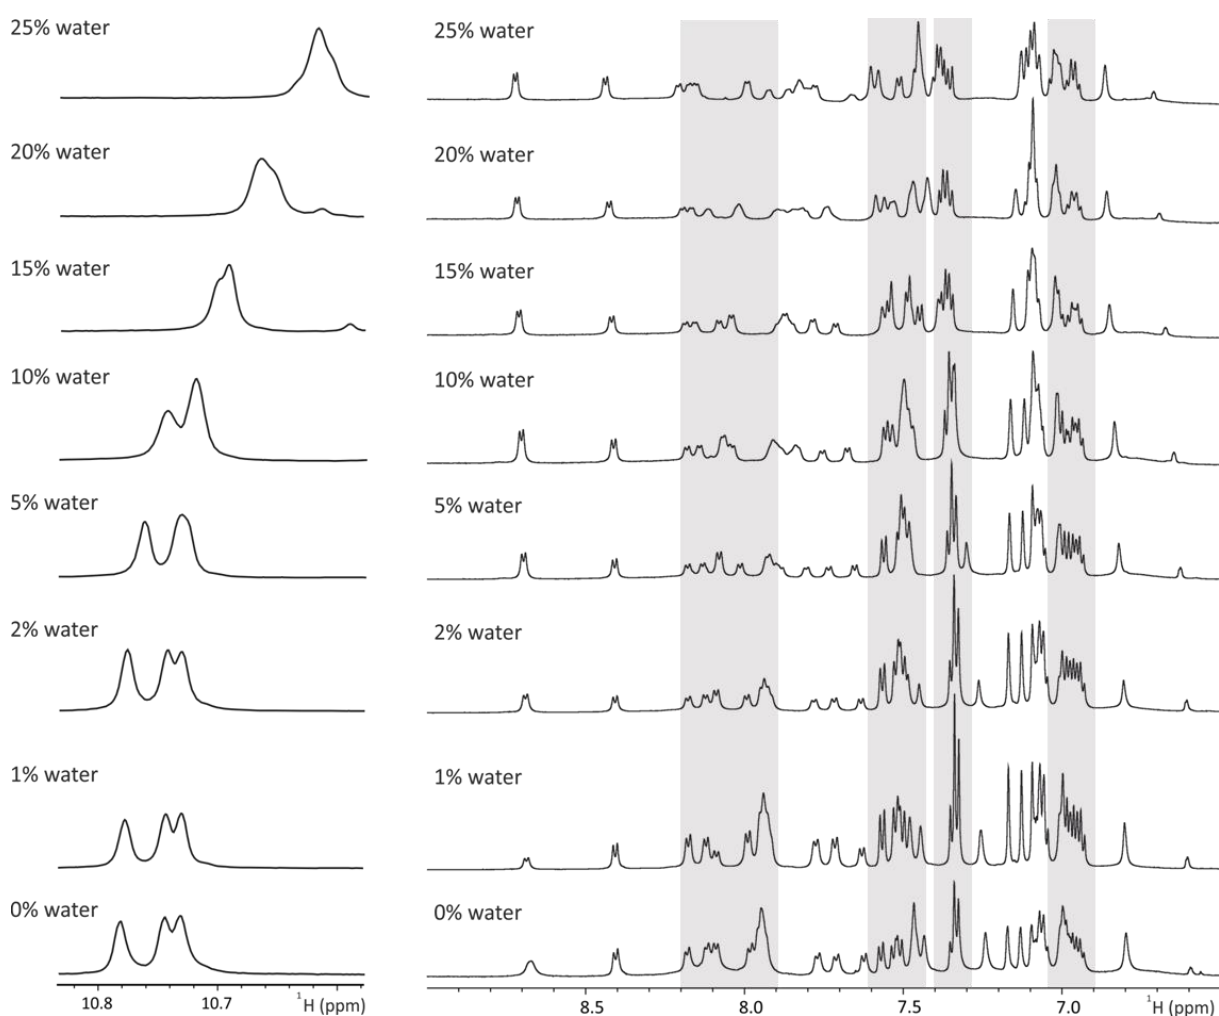 25% water 25% water
20% water 20% water
15% water 15% water
10% water 10% water
5% water 5% water
2% water 2% water
1% water 1% water
0% water 0% water
10.8 10.7 ¹H (ppm) 8.5 8.0 7.5 7.0 ¹H (ppm)